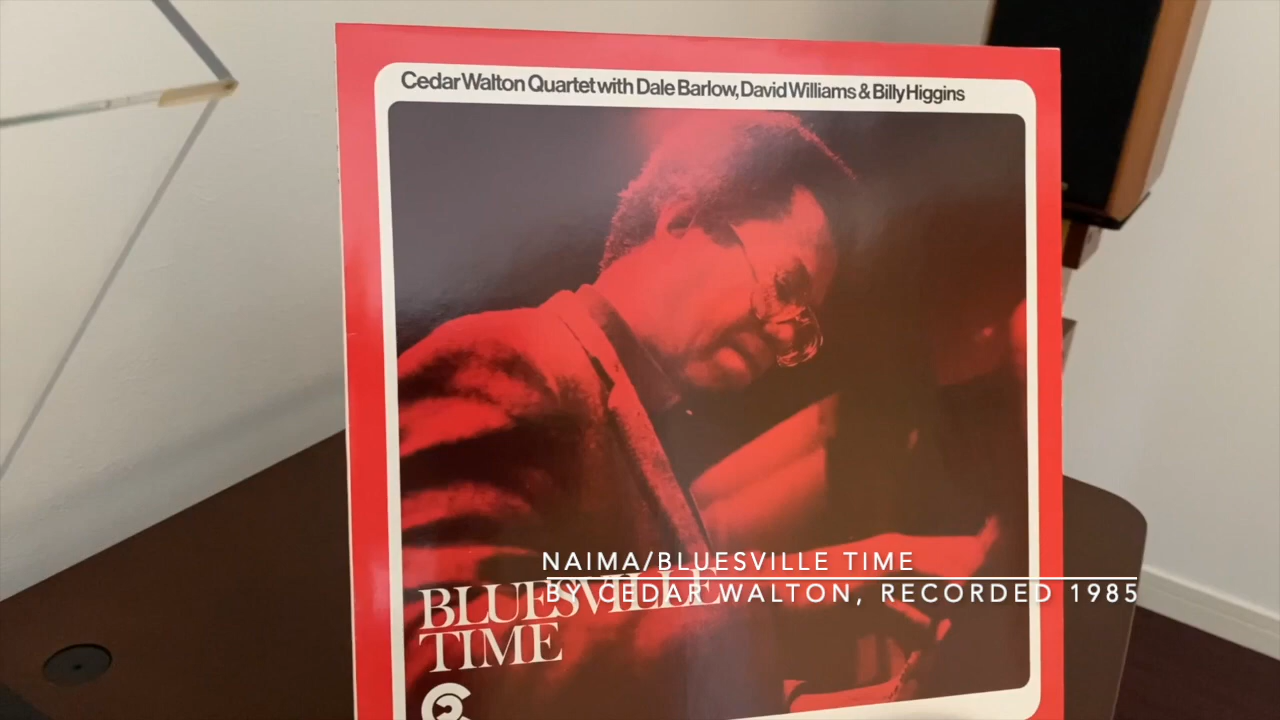 Cedar Walton Quartet with Dale Barlow, David Williams & Billy Higgins
NAIMA/BLUESVILLE TIME
BY CEDAR WALTON, RECORDED 1985
BLUESVILLE
TIME